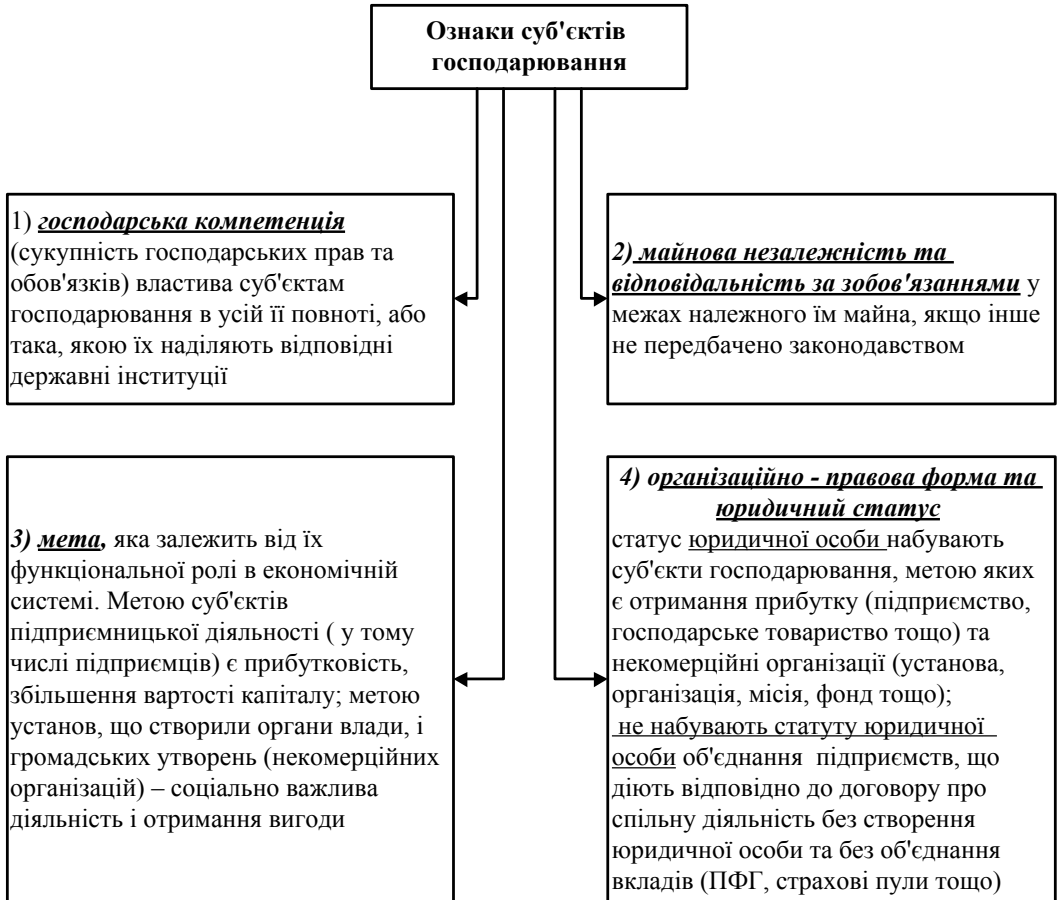 Ознаки суб'єктів
господарювання
1) господарська компетенція
(сукупність господарських прав та
обов'язків) властива суб'єктам
господарювання в усій її повноті, або
така, якою їх наділяють відповідні
державні інституції
2) майнова незалежність та
відповідальність за зобов'язаннями у
межах належного їм майна, якщо інше
не передбачено законодавством
3) мета, яка залежить від їх
функціональної ролі в економічній
системі. Метою суб'єктів
підприємницької діяльності ( у тому
числі підприємців) є прибутковість,
збільшення вартості капіталу; метою
установ, що створили органи влади, і
громадських утворень (некомерційних
організацій) – соціально важлива
діяльність і отримання вигоди
4) організаційно - правова форма та
юридичний статус
статус юридичної особи набувають
суб'єкти господарювання, метою яких
є отримання прибутку (підприємство,
господарське товариство тощо) та
некомерційні організації (установа,
організація, місія, фонд тощо);
не набувають статуту юридичної
особи об'єднання підприємств, що
діють відповідно до договору про
спільну діяльність без створення
юридичної особи та без об'єднання
вкладів (ПФГ, страхові пули тощо)